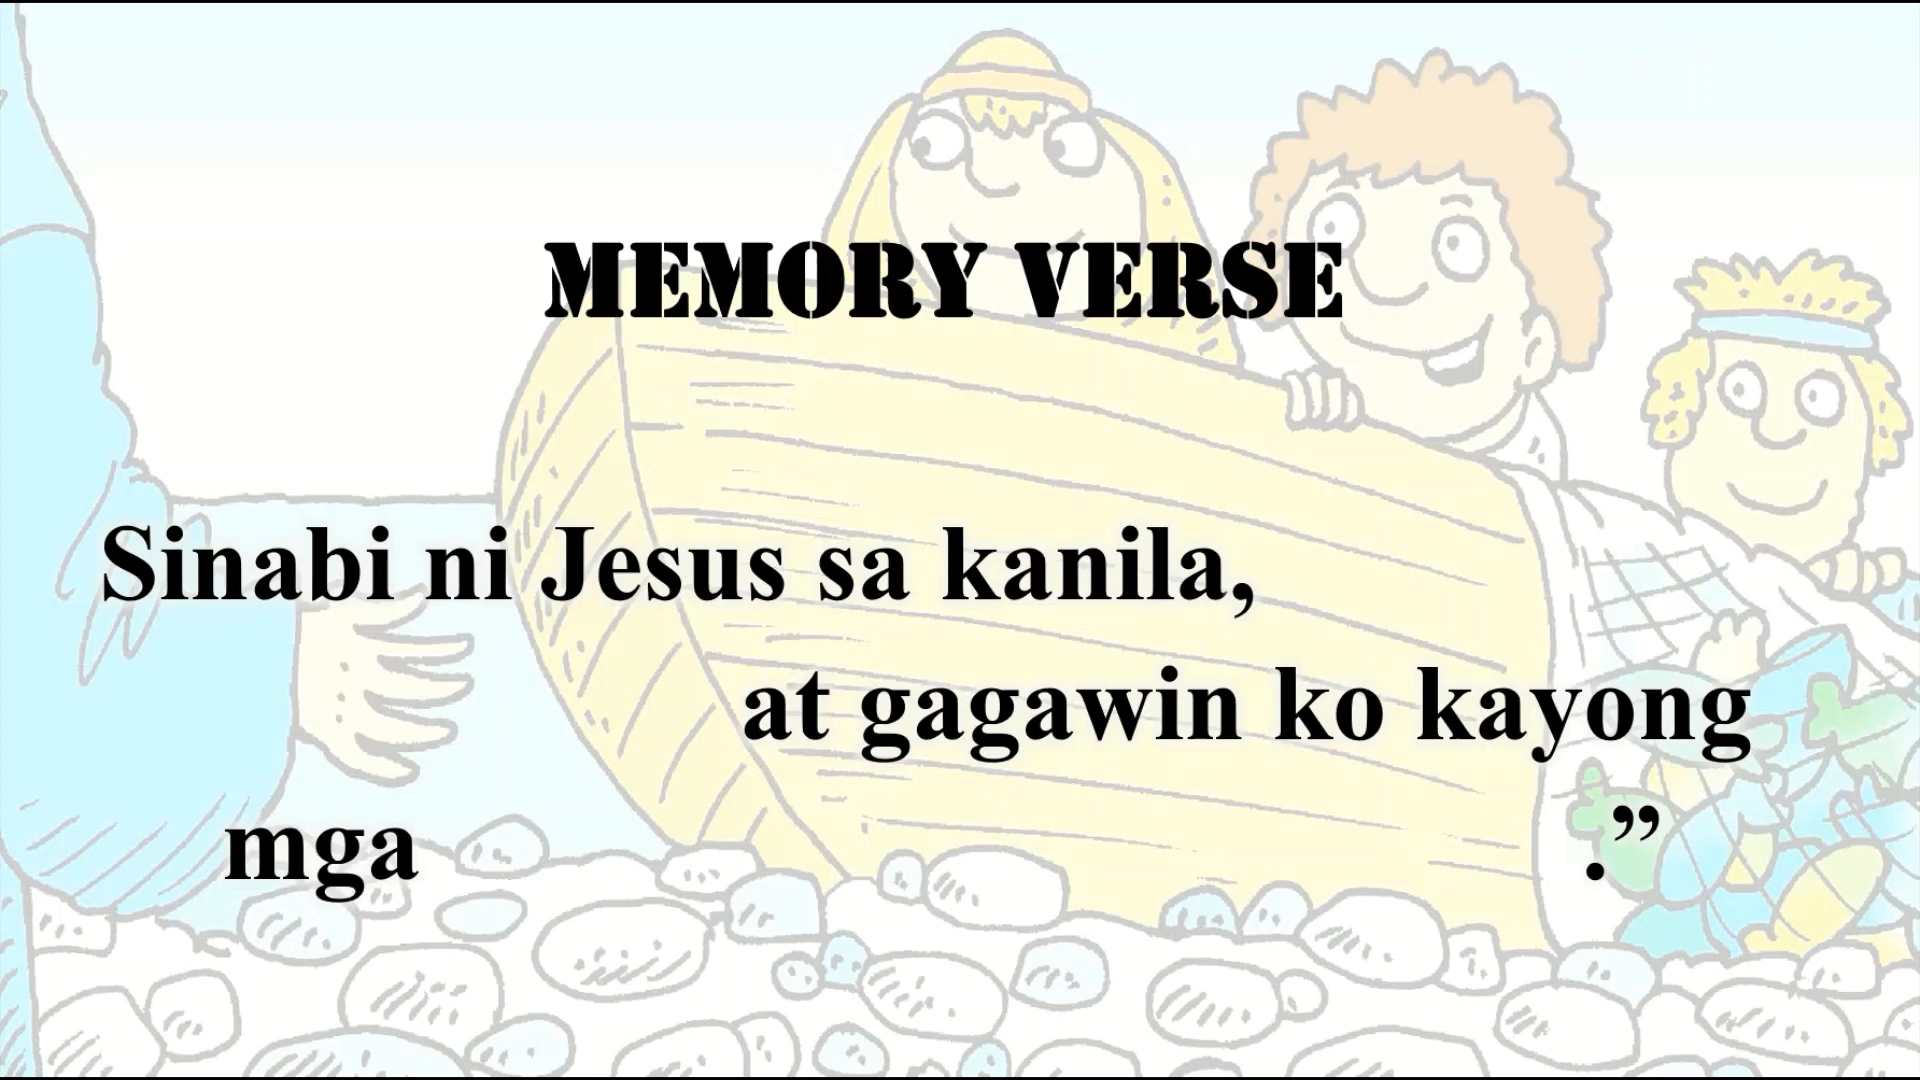 MEMORY VERSE
Sinabi ni Jesus sa kanila,
at gagawin ko kayong
mga .”